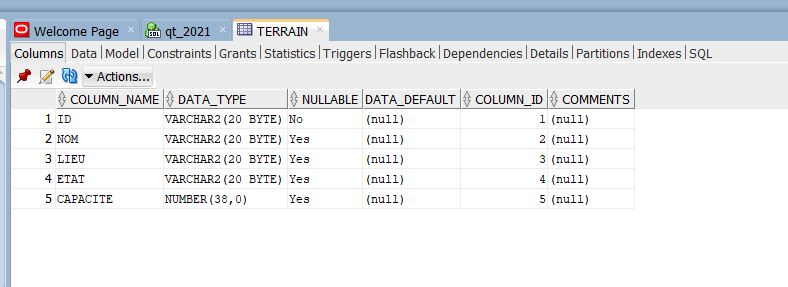 Welcome Page qt_2021 TERRAIN
Columns Data Model Constraints Grants Statistics Triggers Flashback Dependencies Details Partitions Indexes SQL
Actions...
COLUMN_NAME DATA_TYPE NULLABLE DATA_DEFAULT COLUMN_ID COMMENTS
1 ID VARCHAR2(20 BYTE) No (null) 1 (null)
2 NOM VARCHAR2(20 BYTE) Yes (null) 2 (null)
3 LIEU VARCHAR2(20 BYTE) Yes (null) 3 (null)
4 ETAT VARCHAR2(20 BYTE) Yes (null) 4 (null)
5 CAPACITE NUMBER(38,0) Yes (null) 5 (null)